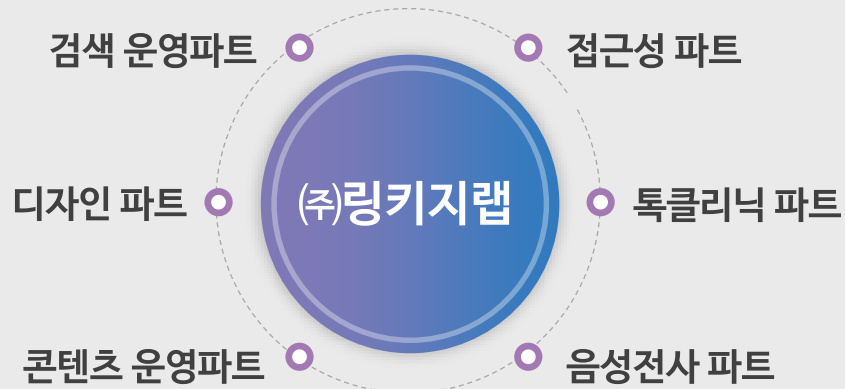 검색 운영파트
접근성 파트
디자인 파트
㈜링키지랩
톡클리닉 파트
콘텐츠 운영파트
음성전사 파트